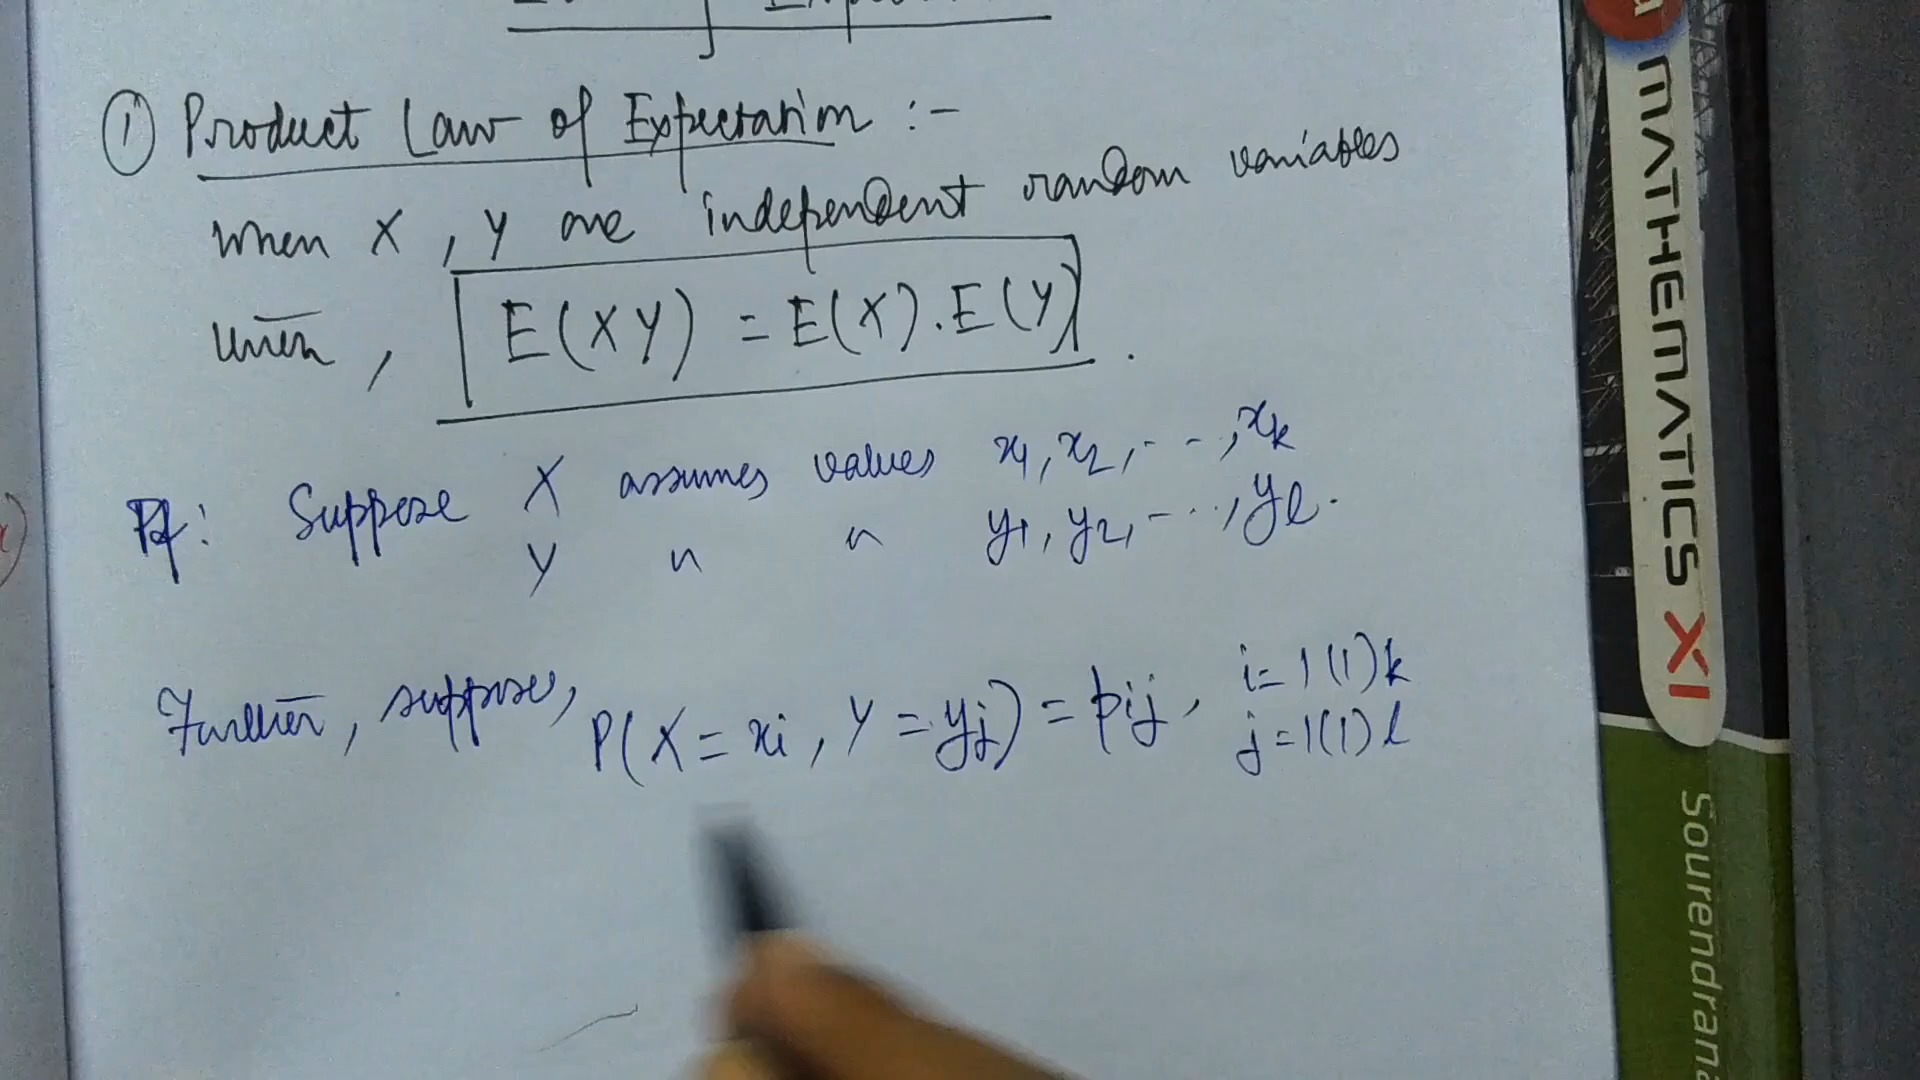 ① Product Law of Expectation :-
when X, Y are independent random variables
then, E(XY) = E(X).E(Y).
Pf: Suppose X assumes values x1, x2, - - -, xk
Y " " y1, y2, - - -, yl.
Further, suppose, P(X = xi, Y = yj) = pij, i = 1(1)k
j = 1(1)l
MATHEMATICS XI